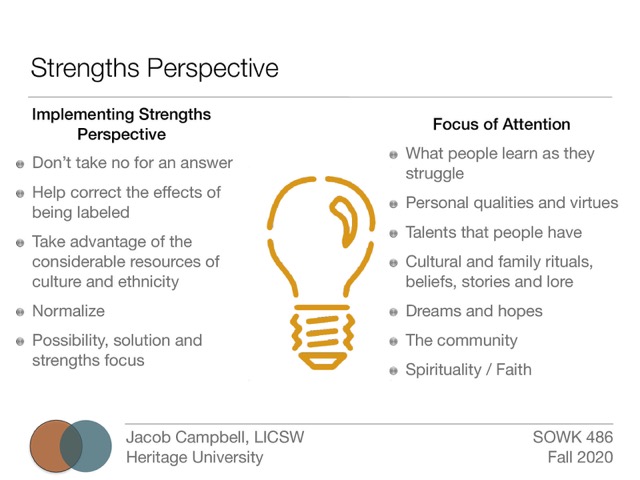 Strengths Perspective
Implementing Strengths
Perspective
Don't take no for an answer
Help correct the effects of
being labeled
Take advantage of the
considerable resources of
culture and ethnicity
Normalize
Possibility, solution and
strengths focus
Focus of Attention
What people learn as they
struggle
Personal qualities and virtues
Talents that people have
Cultural and family rituals,
beliefs, stories and lore
Dreams and hopes
The community
Spirituality / Faith
Jacob Campbell, LICSW
Heritage University
SOWK 486
Fall 2020